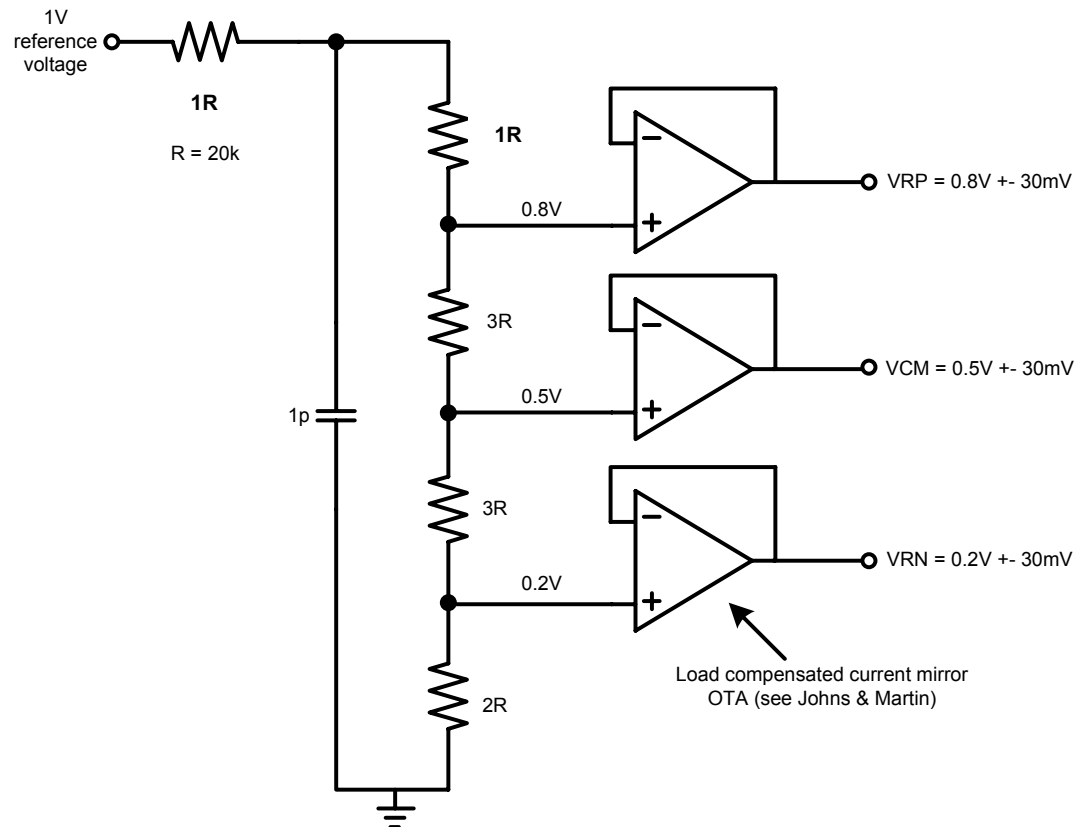 1V
reference
voltage
1R
R = 20k
1R
0.8V
VRP = 0.8V +- 30mV
3R
0.5V
VCM = 0.5V +- 30mV
1p
3R
0.2V
VRN = 0.2V +- 30mV
2R
Load compensated current mirror
OTA (see Johns & Martin)